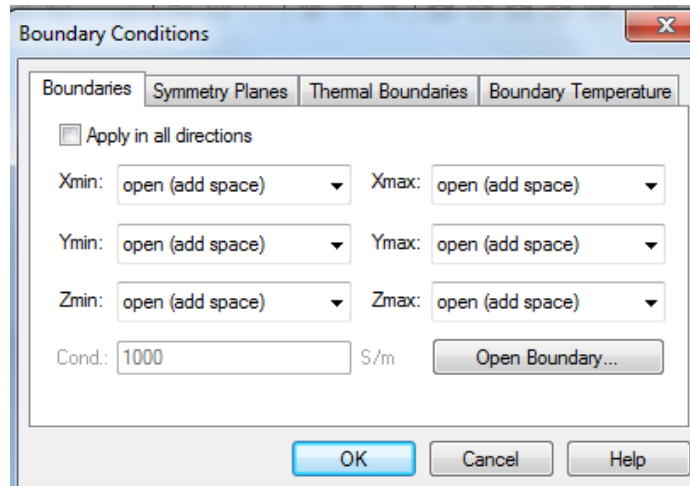 Boundary Conditions
Boundaries Symmetry Planes Thermal Boundaries Boundary Temperature
Apply in all directions
Xmin: open (add space) Xmax: open (add space)
Ymin: open (add space) Ymax: open (add space)
Zmin: open (add space) Zmax: open (add space)
Cond.: 1000 S/m Open Boundary...
OK Cancel Help